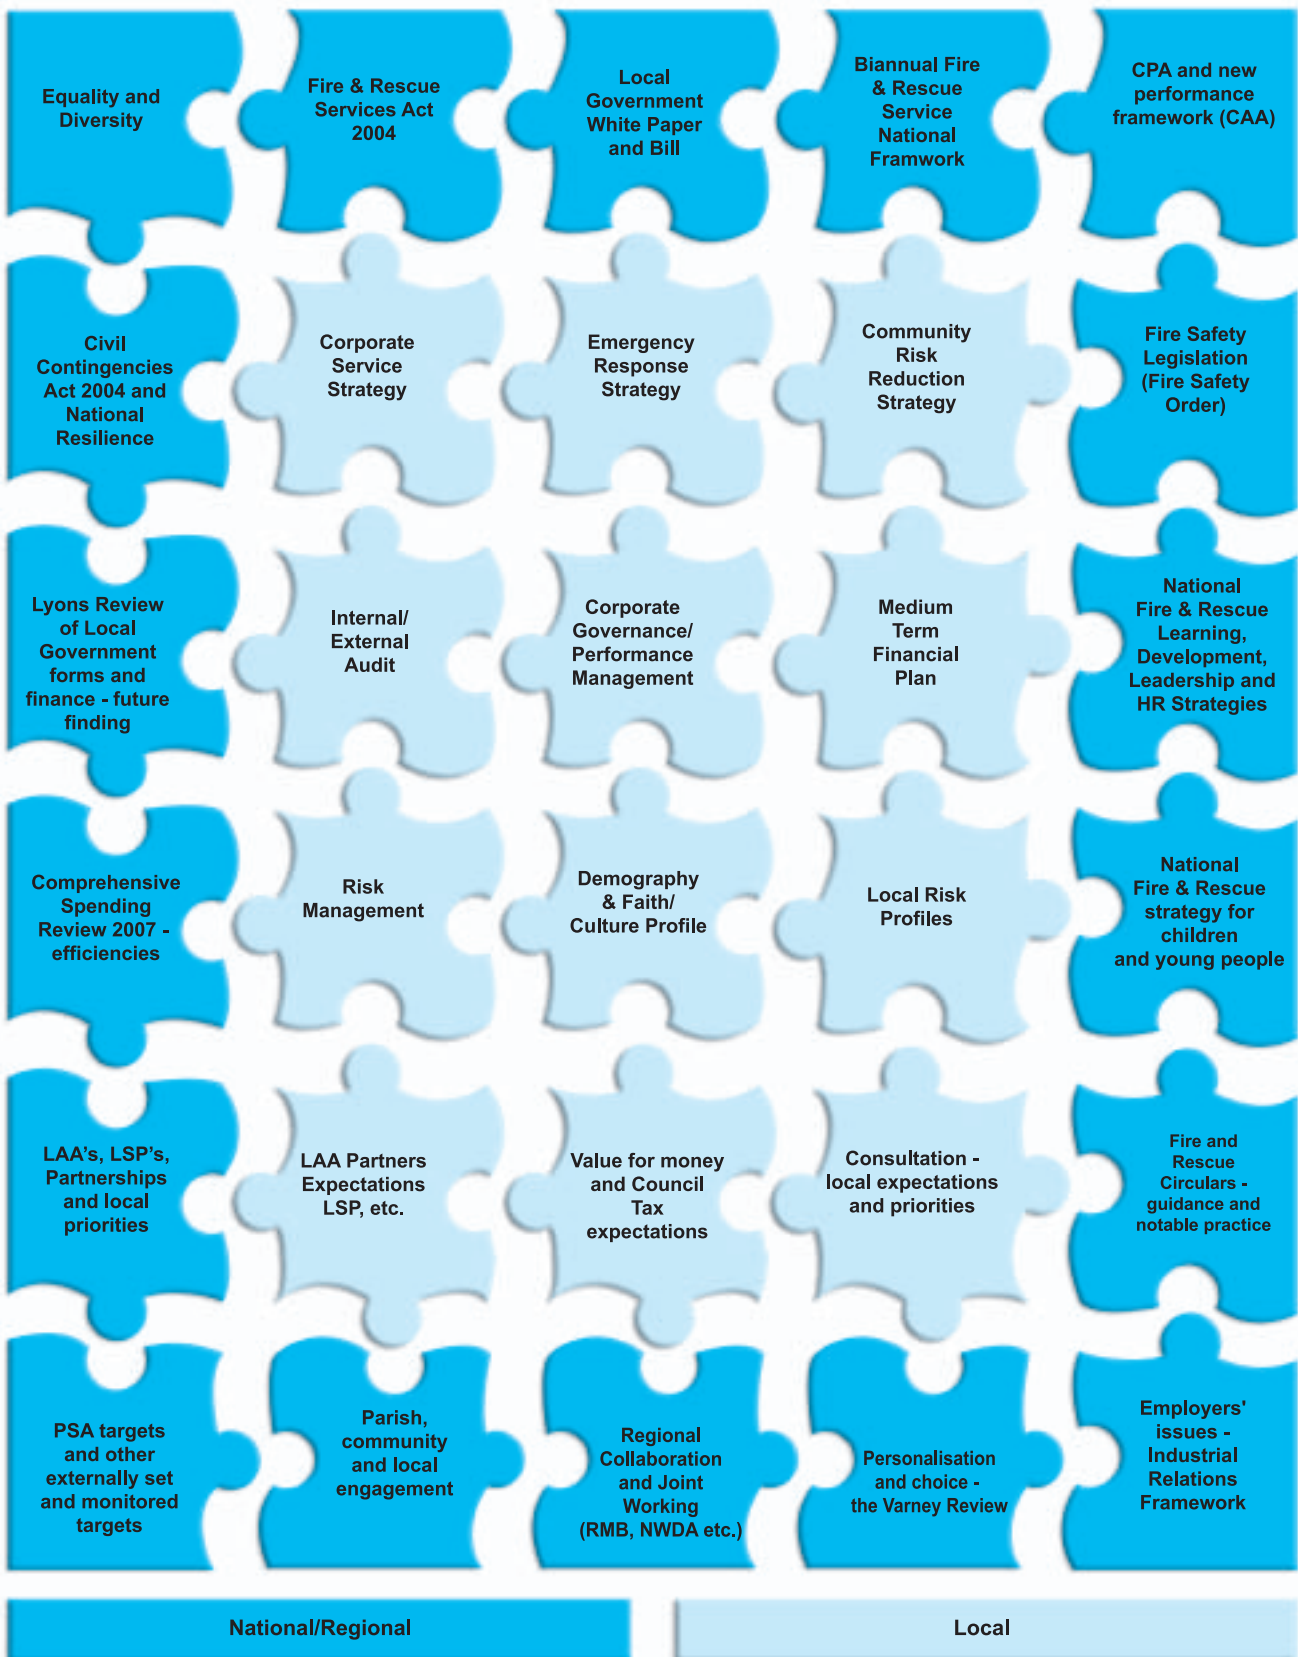 Equality and
Diversity
Fire & Rescue
Services Act
2004
Local
Government
White Paper
and Bill
Biannual Fire
& Rescue
Service
National
Framwork
CPA and new
performance
framework (CAA)
Civil
Contingencies
Act 2004 and
National
Resilience
Corporate
Service
Strategy
Emergency
Response
Strategy
Community
Risk
Reduction
Strategy
Fire Safety
Legislation
(Fire Safety
Order)
Lyons Review
of Local
Government
forms and
finance - future
finding
Internal/
External
Audit
Corporate
Governance/
Performance
Management
Medium
Term
Financial
Plan
National
Fire & Rescue
Learning,
Development,
Leadership and
HR Strategies
Comprehensive
Spending
Review 2007 -
efficiencies
Risk
Management
Demography
& Faith/
Culture Profile
Local Risk
Profiles
National
Fire & Rescue
strategy for
children
and young people
LAA's, LSP's,
Partnerships
and local
priorities
LAA Partners
Expectations
LSP, etc.
Value for money
and Council
Tax
expectations
Consultation -
local expectations
and priorities
Fire and
Rescue
Circulars -
guidance and
notable practice
PSA targets
and other
externally set
and monitored
targets
Parish,
community
and local
engagement
Regional
Collaboration
and Joint
Working
(RMB, NWDA etc.)
Personalisation
and choice -
the Varney Review
Employers'
issues -
Industrial
Relations
Framework
National/Regional
Local